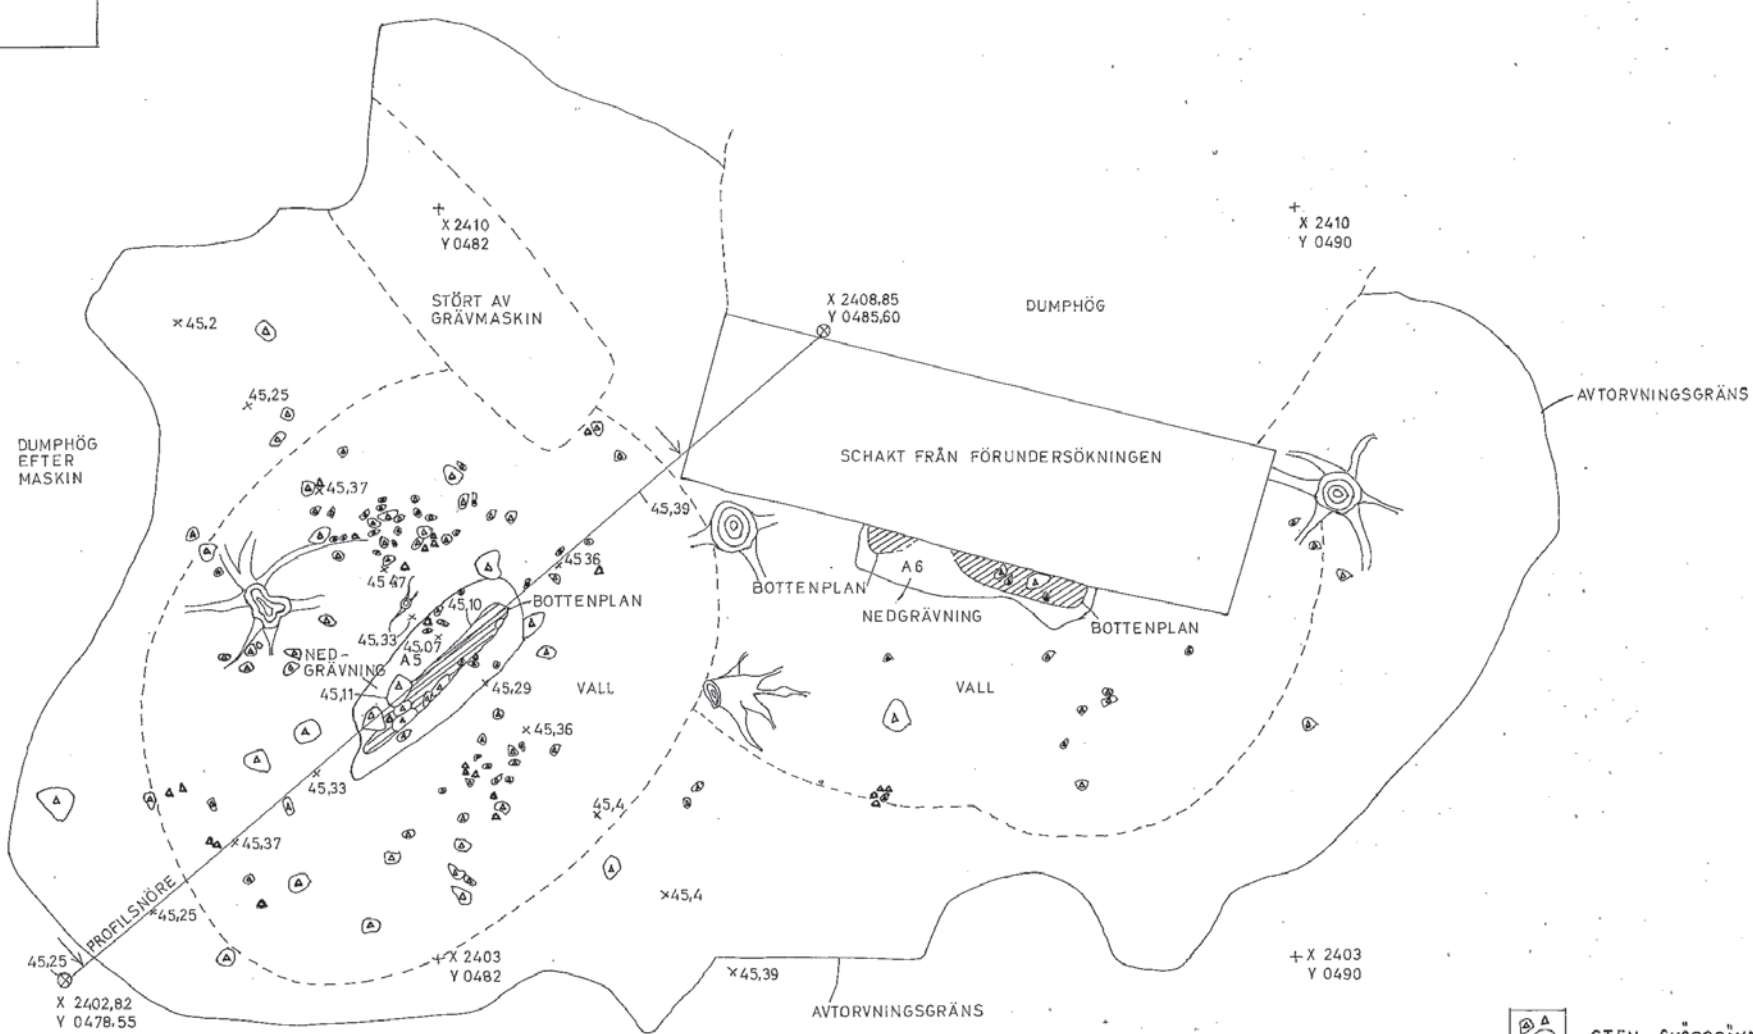 X 2410
Y 0482
X 2410
Y 0490
STÖRT AV
GRÄVMASKIN
X 2408,85
Y 0485,60
DUMPHÖG
×45,2
45,25
AVTORVNINGSGRÄNS
DUMPHÖG
EFTER
MASKIN
SCHAKT FRÅN FÖRUNDERSÖKNINGEN
45,37
45,39
4536
45,47
A6
BOTTENPLAN
45,10
BOTTENPLAN
NEDGRÄVNING
BOTTENPLAN
45,33
45,07
A5
NED-
GRÄVNING
45,11
45,29
VALL
VALL
45,36
45,33
45,4
45,37
PROFILSNÖRE
45,25
45,4
45,25
X 2403
Y 0482
X 2403
Y 0490
45,39
X 2402,82
Y 0478,55
AVTORVNINGSGRÄNS